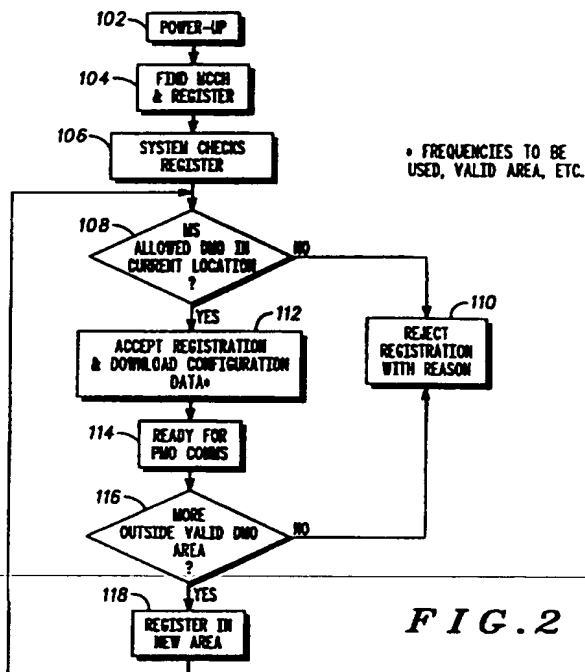 102
POWER-UP
104
FIND MCCH
& REGISTER
106
SYSTEM CHECKS
REGISTER
* FREQUENCIES TO BE
USED, VALID AREA, ETC.
108
MS
ALLOWED DMO IN
CURRENT LOCATION
?
NO
YES
112
ACCEPT REGISTRATION
& DOWNLOAD CONFIGURATION
DATA*
110
REJECT
REGISTRATION
WITH REASON
114
READY FOR
PMO COMMS
116
MORE
OUTSIDE VALID DMO
AREA
?
NO
YES
118
REGISTER IN
NEW AREA
FIG.2